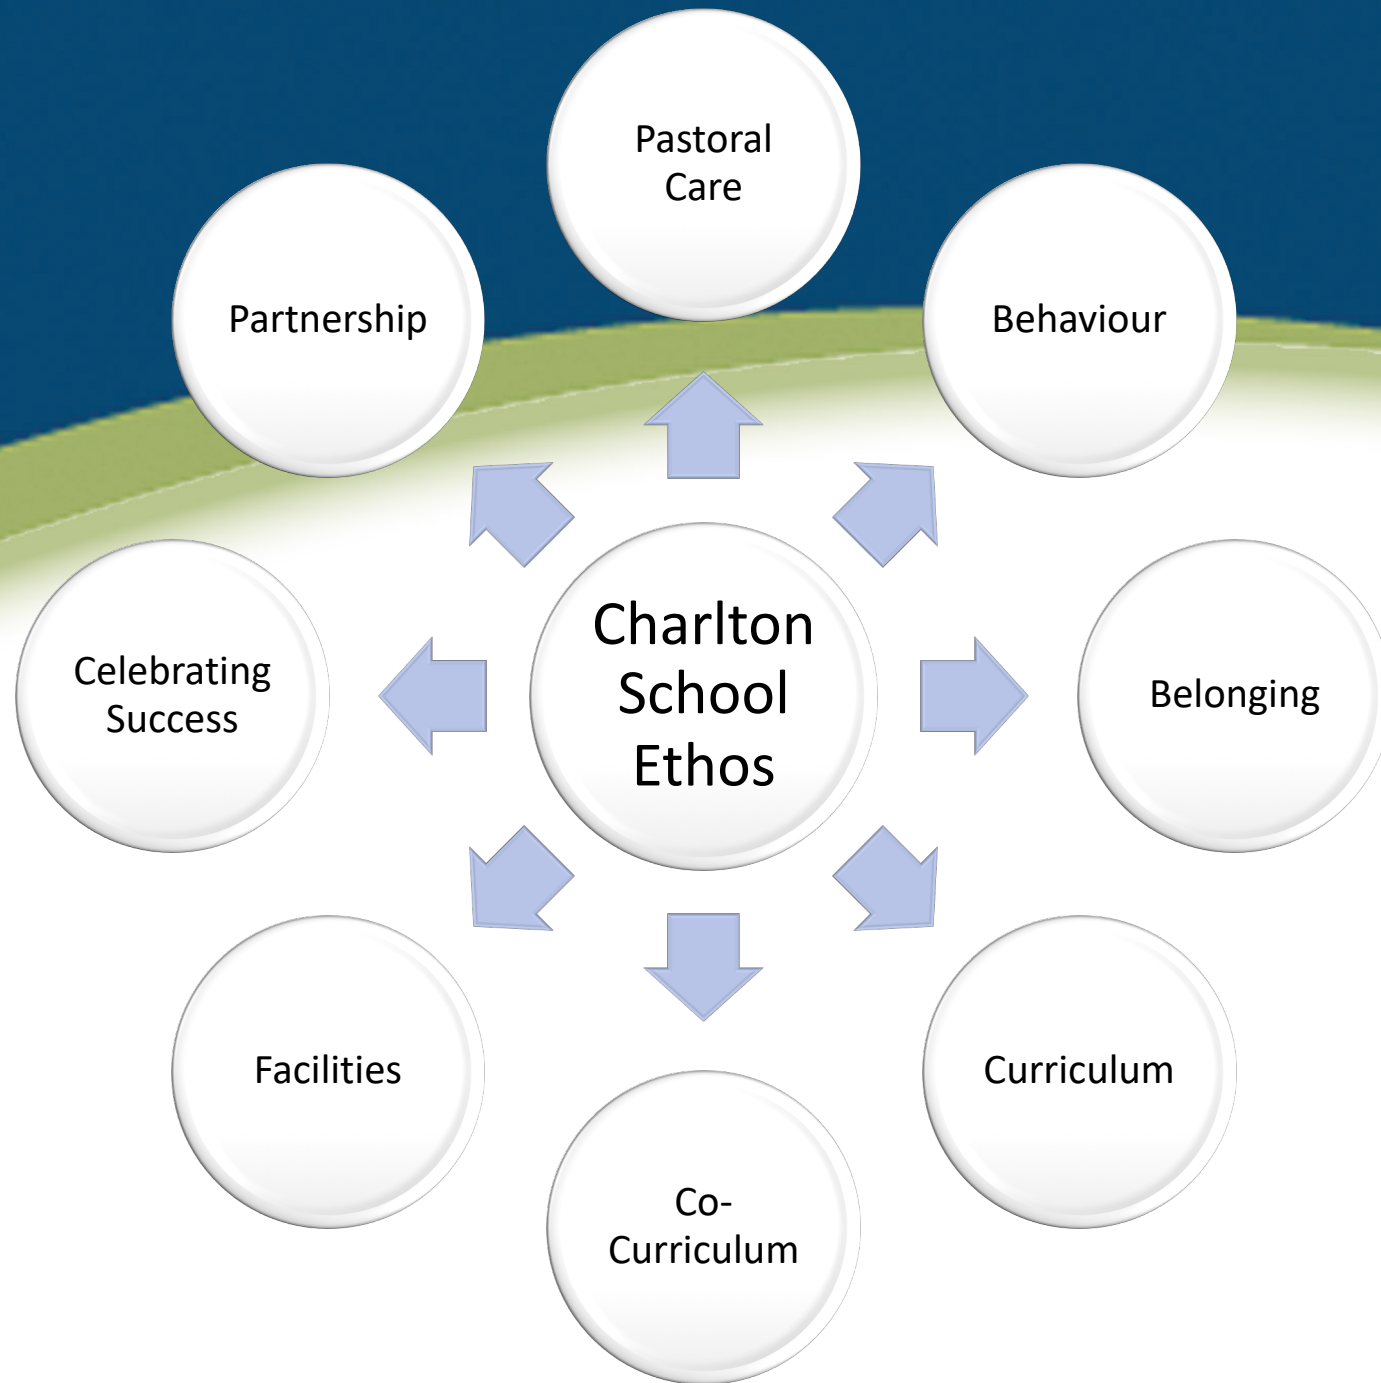 Pastoral
Care
Partnership
Behaviour
Charlton
School
Ethos
Celebrating
Success
Belonging
Facilities
Curriculum
Co-
Curriculum